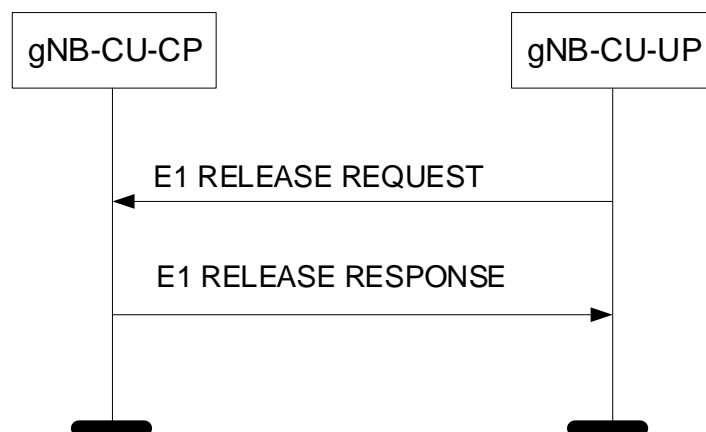 gNB-CU-CP
gNB-CU-UP
E1 RELEASE REQUEST
E1 RELEASE RESPONSE